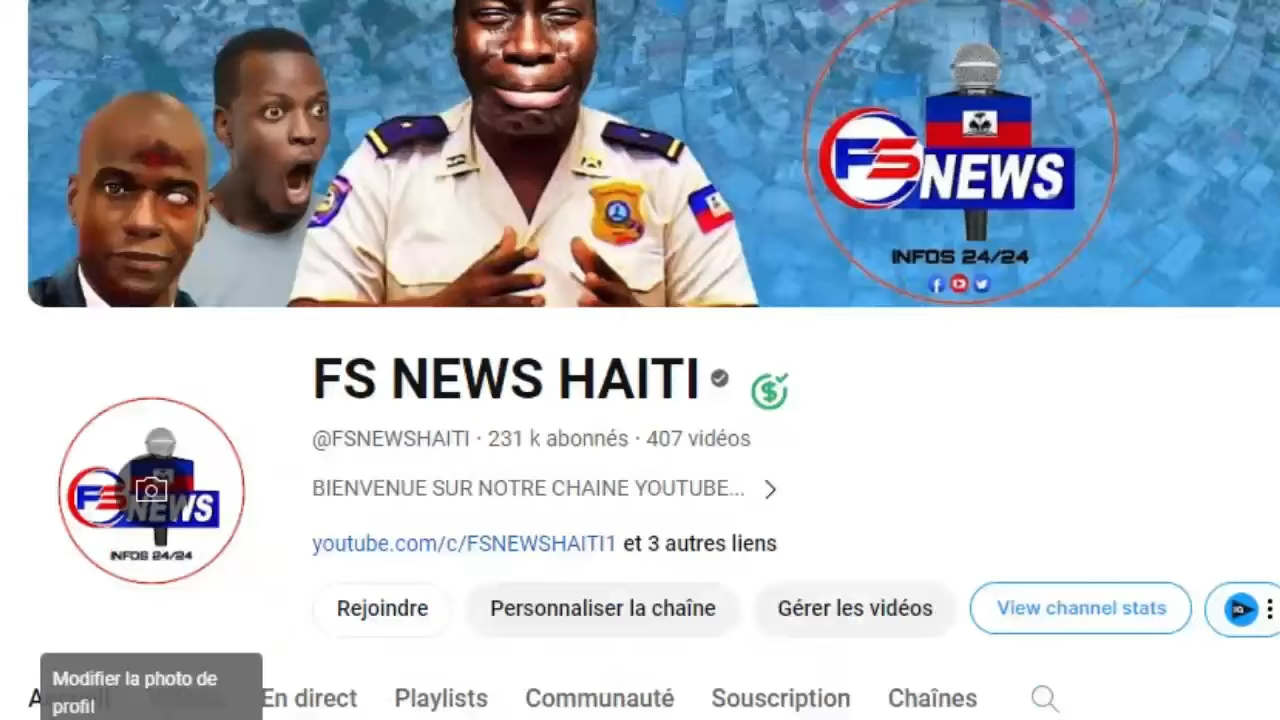 FS NEWS
INFOS 24/24
FS NEWS HAITI
@FSNEWSHAITI · 231 k abonnés · 407 vidéos
BIENVENUE SUR NOTRE CHAINE YOUTUBE...
youtube.com/c/FSNEWSHAITI1 et 3 autres liens
FS NEWS
INFOS 24/24
Rejoindre Personnaliser la chaîne Gérer les vidéos View channel stats
Modifier la photo de
profil
En direct Playlists Communauté Souscription Chaînes